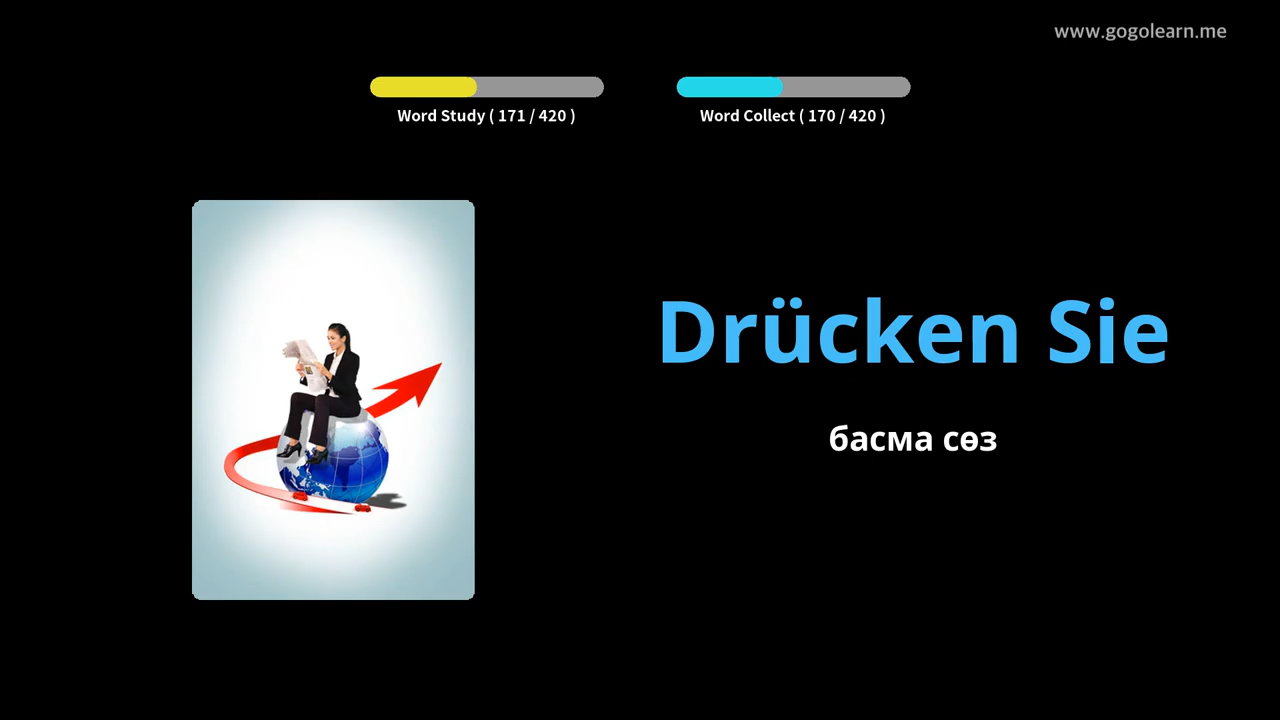 www.gogolearn.me
Word Study ( 171 / 420 )
Word Collect ( 170 / 420 )
Drücken Sie
басма сөз